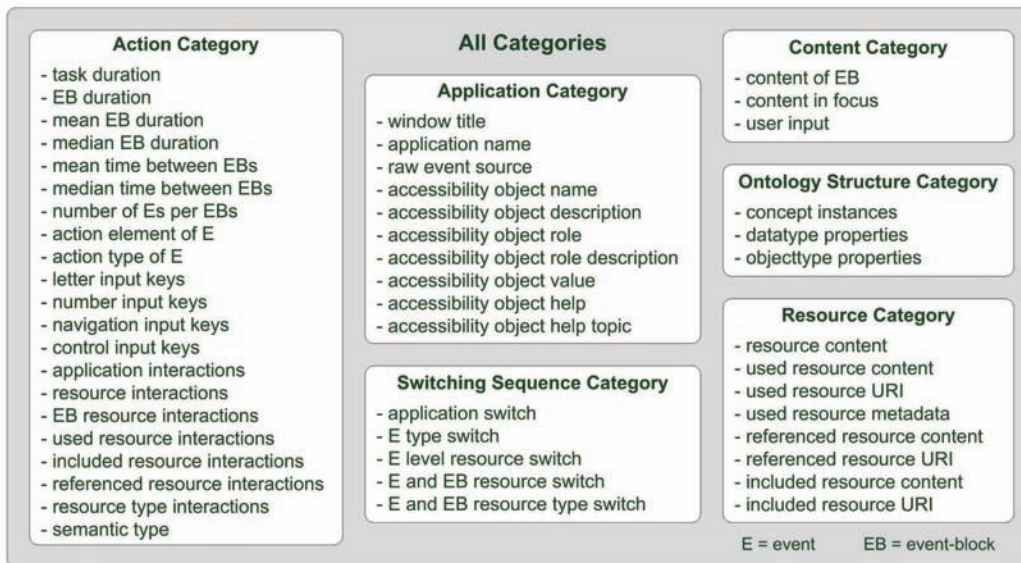 Action Category
- task duration
- EB duration
- mean EB duration
- median EB duration
- mean time between EBs
- median time between EBs
- number of Es per EBs
- action element of E
- action type of E
- letter input keys
- number input keys
- navigation input keys
- control input keys
- application interactions
- resource interactions
- EB resource interactions
- used resource interactions
- included resource interactions
- referenced resource interactions
- resource type interactions
- semantic type
All Categories
Application Category
- window title
- application name
- raw event source
- accessibility object name
- accessibility object description
- accessibility object role
- accessibility object role description
- accessibility object value
- accessibility object help
- accessibility object help topic
Switching Sequence Category
- application switch
- E type switch
- E level resource switch
- E and EB resource switch
- E and EB resource type switch
Content Category
- content of EB
- content in focus
- user input
Ontology Structure Category
- concept instances
- datatype properties
- objecttype properties
Resource Category
- resource content
- used resource content
- used resource URI
- used resource metadata
- referenced resource content
- referenced resource URI
- included resource content
- included resource URI
E = event EB = event-block